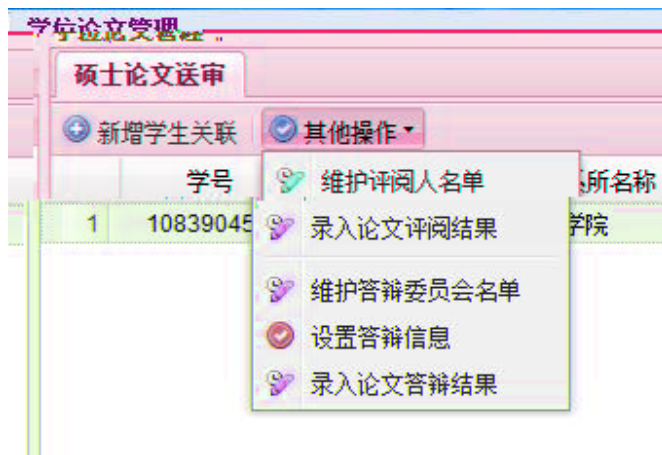 学位论文管理
硕士论文送审
新增学生关联 其他操作
学号 所名称
维护评阅人名单
1 10839045 学院
录入论文评阅结果
维护答辩委员会名单
设置答辩信息
录入论文答辩结果